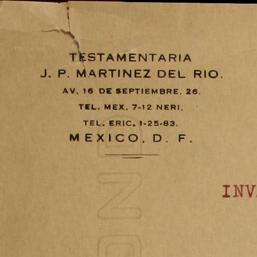 TESTAMENTARIA
J. P. MARTINEZ DEL RIO.
AV. 16 DE SEPTIEMBRE. 26.
TEL. MEX. 7-12 NERI.
TEL. ERIC. 1-25-83.
MEXICO, D. F.
INV